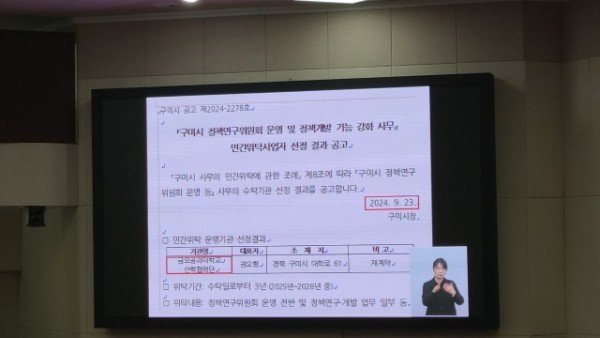 구미시 공고 제2024-2278호
『구미시 정책연구위원회 운영 및 정책개발 기능 강화 사무』
민간위탁사업자 선정 결과 공고
「구미시 사무의 민간위탁에 관한 조례」 제8조에 따라 「구미시 정책연구
위원회 운영 등」 사무의 수탁기관 선정 결과를 공고합니다.
2024. 9. 23.
구미시장
□ 민간위탁 운영기관 선정결과
기관명 대표자 소 재 지 비 고
금오공과대학교 산학협력단 권오형 경북 구미시 대학로 61 재계약
□ 위탁기간: 수탁일로부터 3년(2025년~2028년 중)
□ 위탁내용: 정책연구위원회 운영 전반 및 정책연구·개발 업무 일부 등